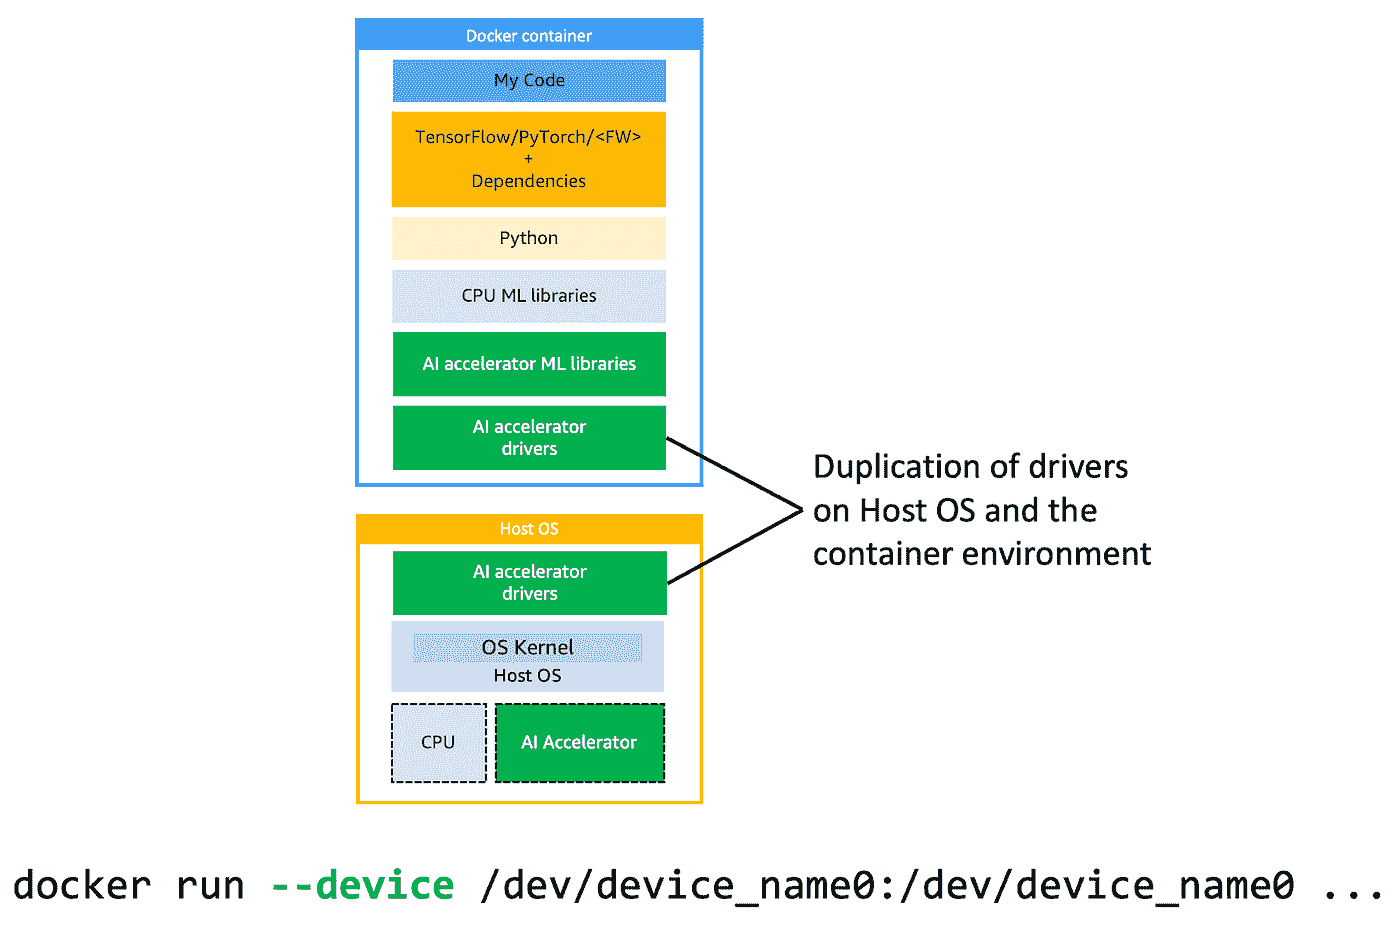 Docker container
My Code
TensorFlow/PyTorch/<FW>
+
Dependencies
Python
CPU ML libraries
AI accelerator ML libraries
AI accelerator
drivers
Duplication of drivers
on Host OS and the
container environment
Host OS
AI accelerator
drivers
OS Kernel
Host OS
CPU
AI Accelerator
docker run --device /dev/device_name0:/dev/device_name0 ...